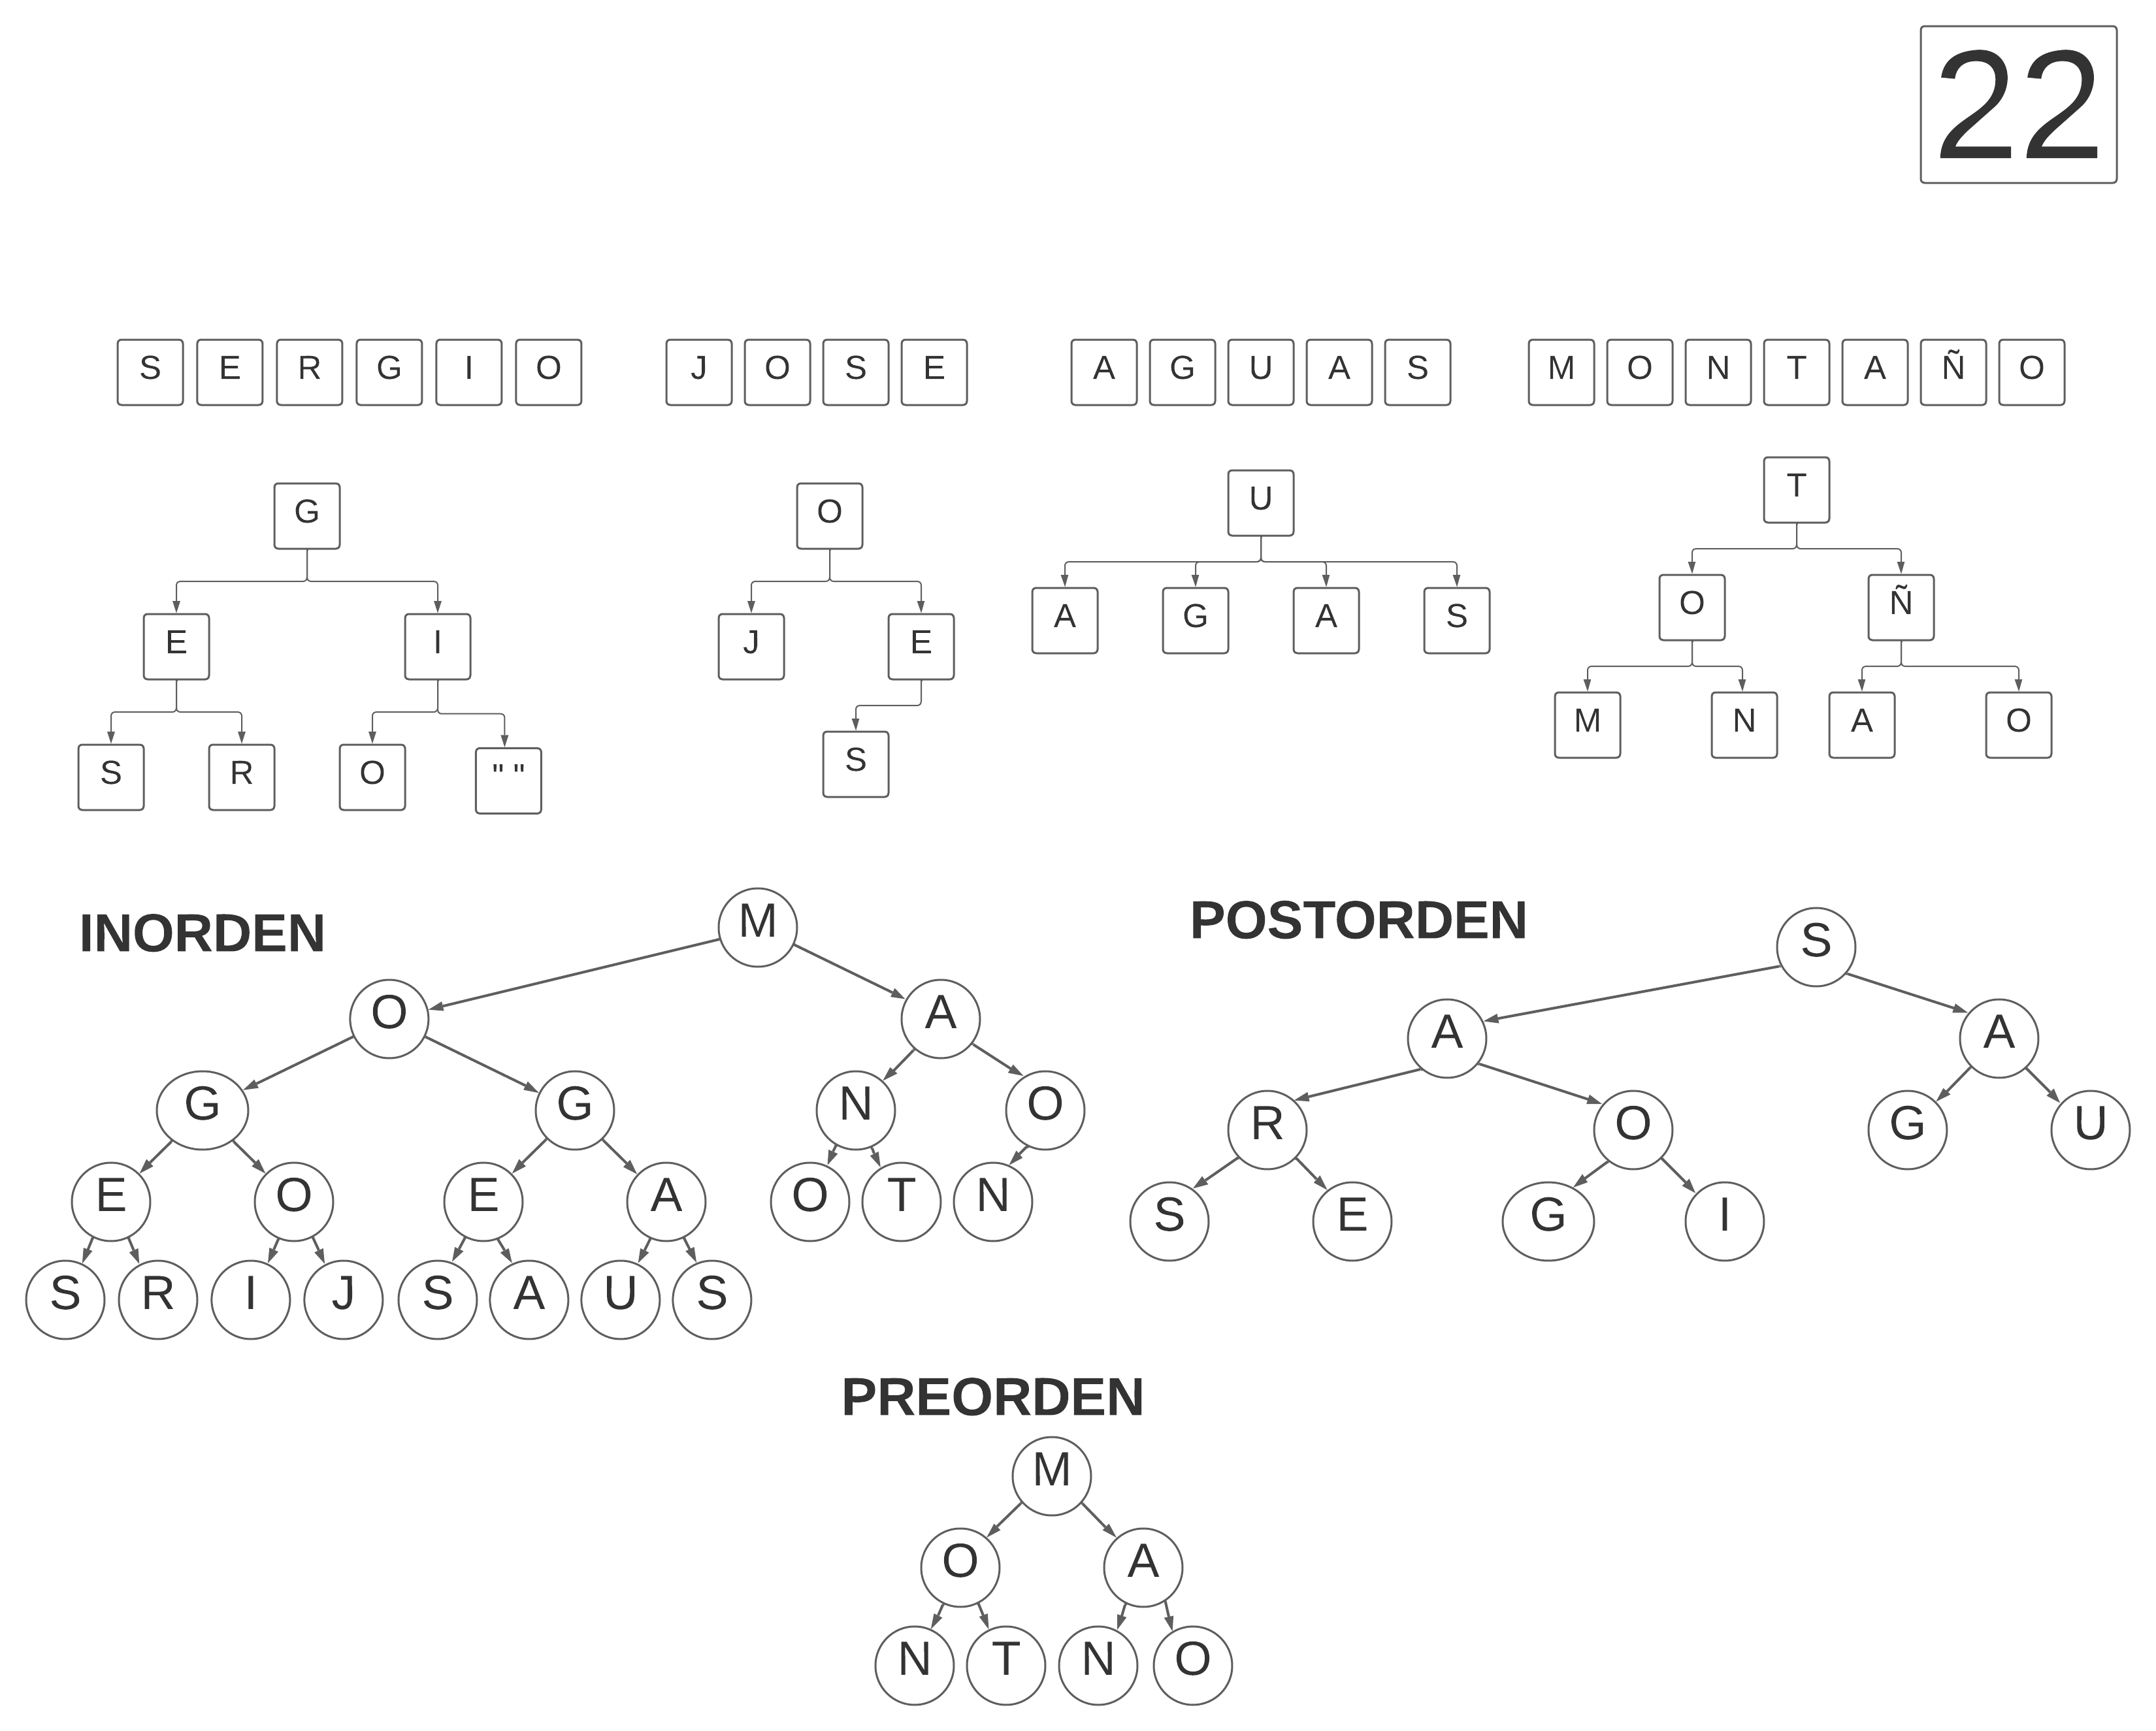 22
S E R G I O J O S E A G U A S M O N T A Ñ O
G O U T
E I J E A G A S O Ñ
S R O " " S M N A O
INORDEN
M
O A
G G N O
E O E A O T N
S R I J S A U S
POSTORDEN
S
A A
R O G U
S E G I
PREORDEN
M
O A
N T N O